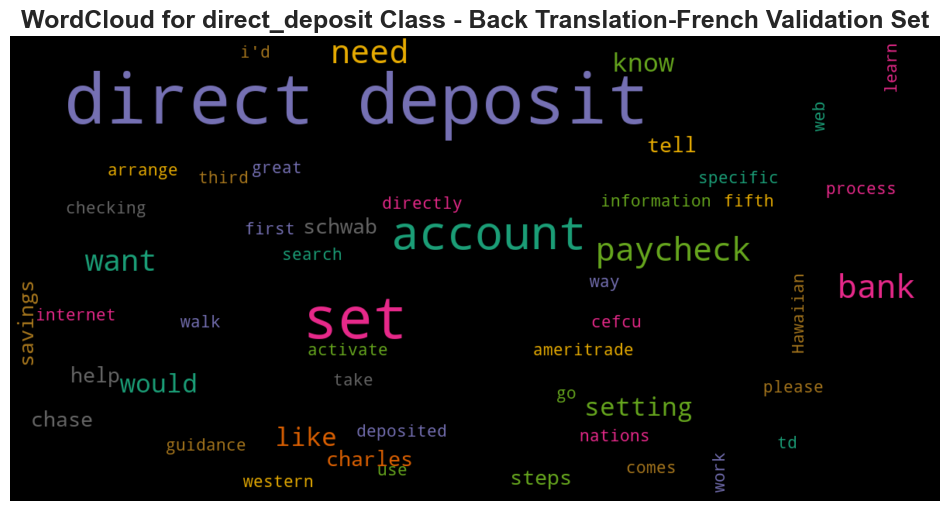 WordCloud for direct_deposit Class - Back Translation-French Validation Set
i'd
need
know
learn
direct deposit
web
tell
arrange
third
great
specific
process
checking
directly
information
fifth
first
schwab
account
paycheck
search
want
way
bank
Hawaiian
savings
internet
walk
set
cefcu
activate
ameritrade
help
would
take
go
please
chase
setting
like
deposited
nations
td
guidance
charles
use
western
steps
comes
work